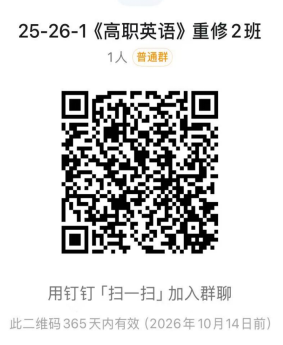 25-26-1《高职英语》重修2班
1人 普通群
用钉钉「扫一扫」加入群聊
此二维码365天内有效（2026年10月14日前）